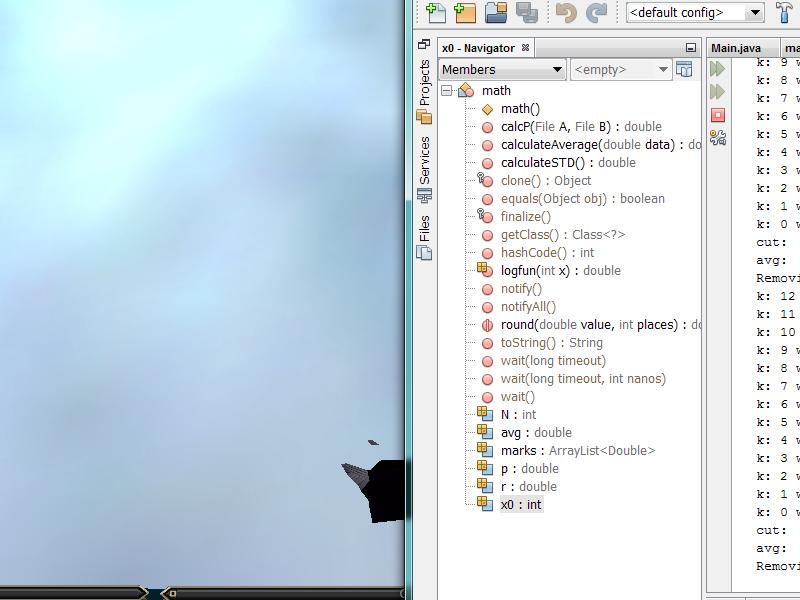 <default config>
x0 - Navigator
Main.java
ma
Members
<empty>
Projects
Services
Files
math
math()
calcP(File A, File B) : double
calculateAverage(double data) : do
calculateSTD() : double
clone() : Object
equals(Object obj) : boolean
finalize()
getClass() : Class<?>
hashCode() : int
logfun(int x) : double
notify()
notifyAll()
round(double value, int places) : do
toString() : String
wait(long timeout)
wait(long timeout, int nanos)
wait()
N : int
avg : double
marks : ArrayList<Double>
p : double
r : double
x0 : int
k: 9 w
k: 8 w
k: 7 w
k: 6 w
k: 5 w
k: 4 w
k: 3 w
k: 2 w
k: 1 w
k: 0 w
cut:
avg:
Removi
k: 12
k: 11
k: 10
k: 9 w
k: 8 w
k: 7 w
k: 6 w
k: 5 w
k: 4 w
k: 3 w
k: 2 w
k: 1 w
k: 0 w
cut:
avg:
Removi